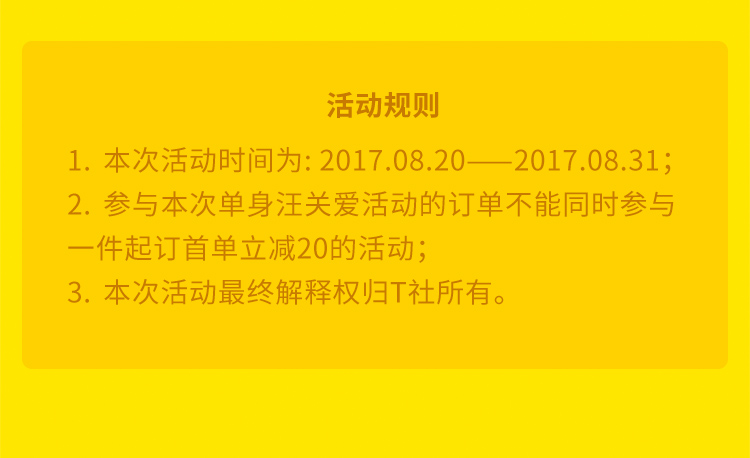 活动规则
1. 本次活动时间为: 2017.08.20——2017.08.31；
2. 参与本次单身汪关爱活动的订单不能同时参与
一件起订首单立减20的活动；
3. 本次活动最终解释权归T社所有。